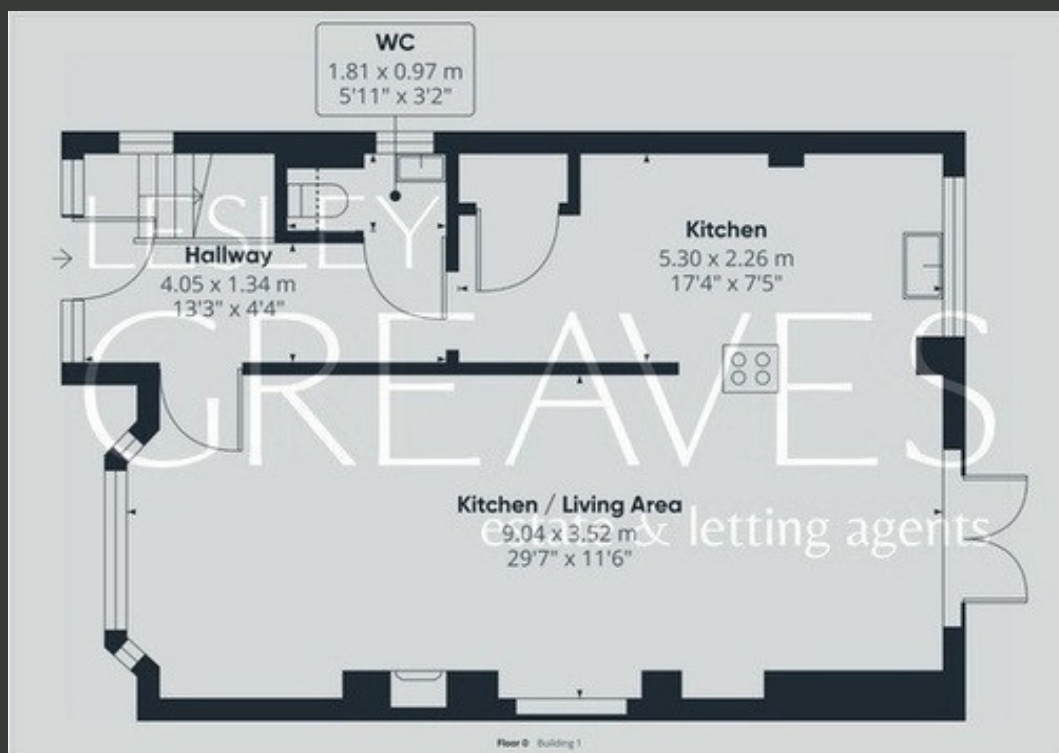 WC
1.81 x 0.97 m
5'11" x 3'2"
LESLEY
Hallway
4.05 x 1.34 m
13'3" x 4'4"
Kitchen
5.30 x 2.26 m
17'4" x 7'5"
GREAVES
Kitchen / Living Area
9.04 x 3.52 m
29'7" x 11'6"
estate & letting agents
Floor 0 Building 1